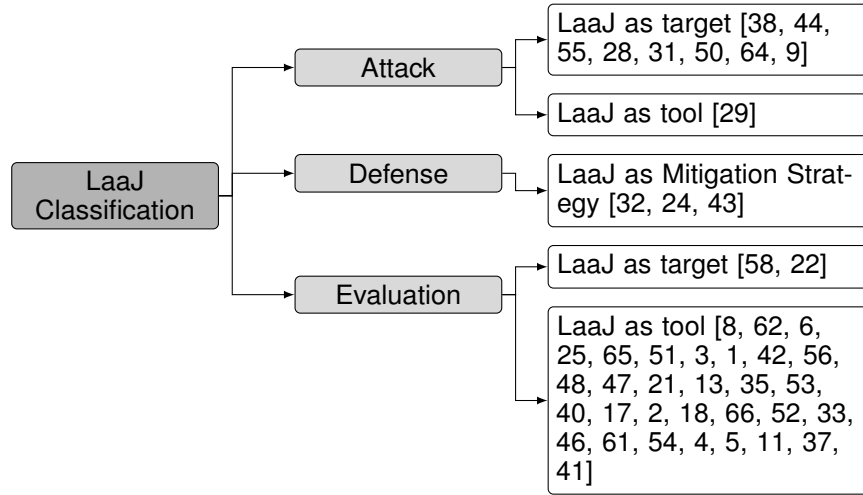 LaaJ
Classification
Attack
LaaJ as target [38, 44,
55, 28, 31, 50, 64, 9]
LaaJ as tool [29]
Defense
LaaJ as Mitigation Strat-
egy [32, 24, 43]
Evaluation
LaaJ as target [58, 22]
LaaJ as tool [8, 62, 6,
25, 65, 51, 3, 1, 42, 56,
48, 47, 21, 13, 35, 53,
40, 17, 2, 18, 66, 52, 33,
46, 61, 54, 4, 5, 11, 37,
41]